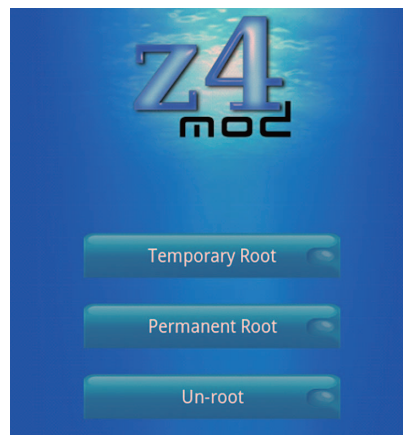 z4
mod
Temporary Root
Permanent Root
Un-root